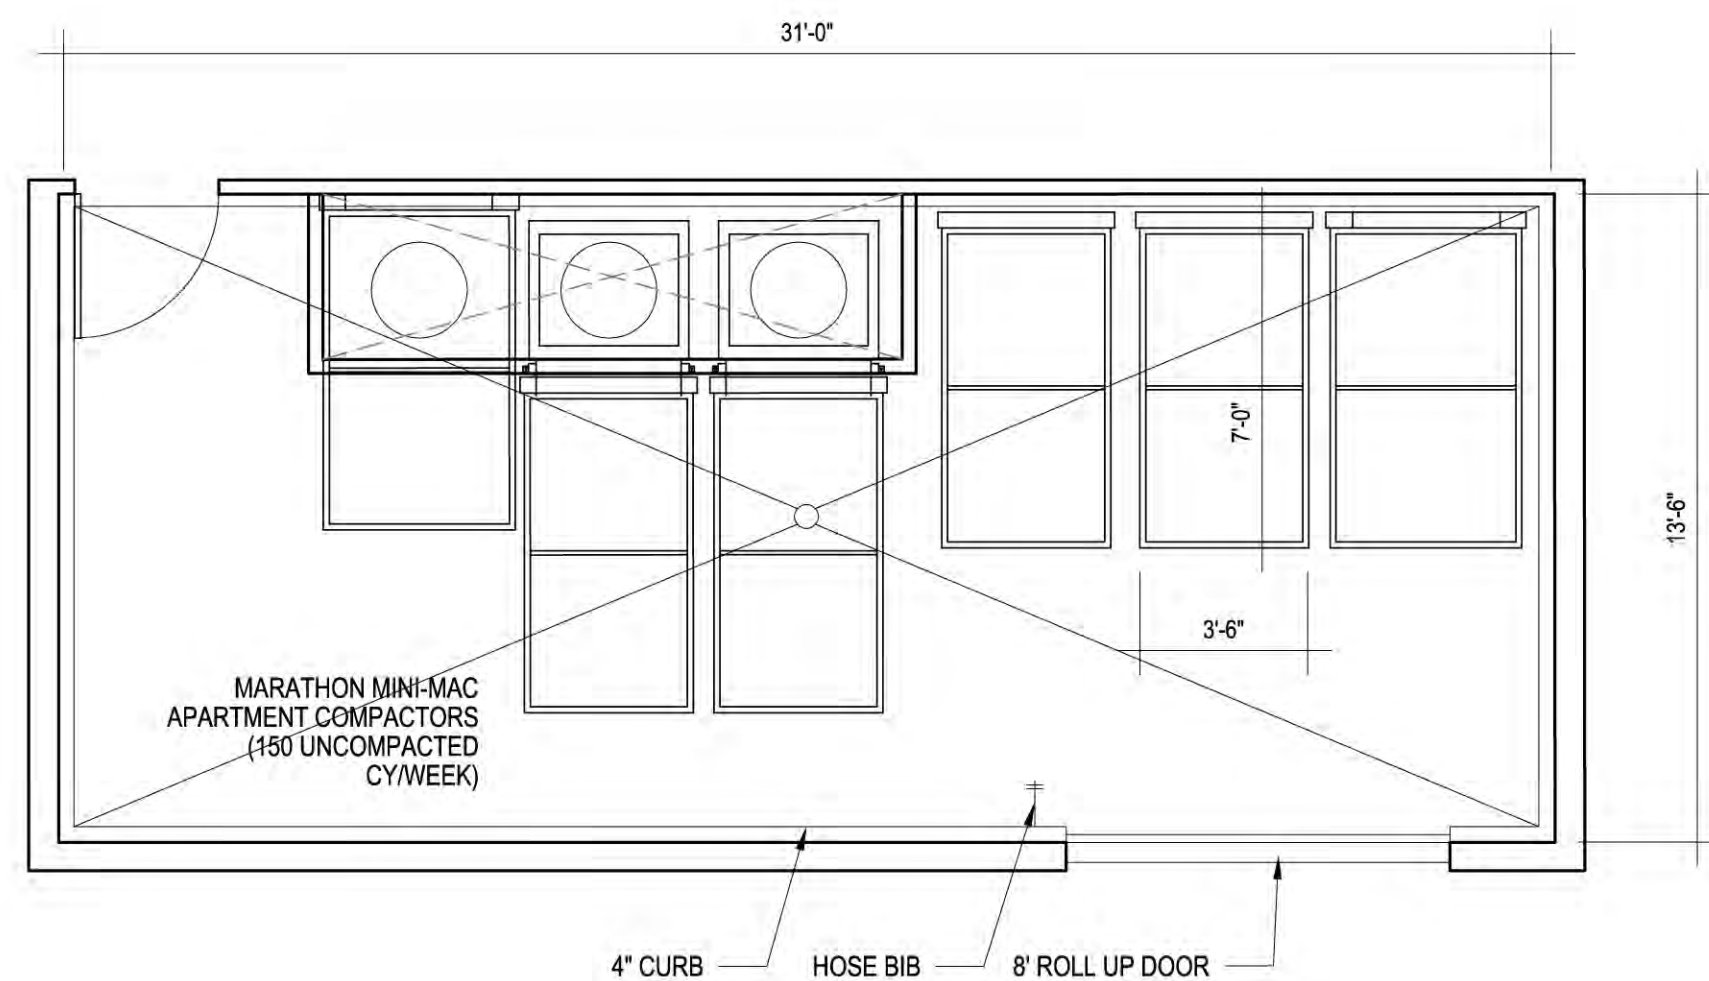 31'-0"
7'-0"
13'-6"
3'-6"
MARATHON MINI-MAC
APARTMENT COMPACTORS
(150 UNCOMPACTED
CY/WEEK)
4" CURB
HOSE BIB
8' ROLL UP DOOR